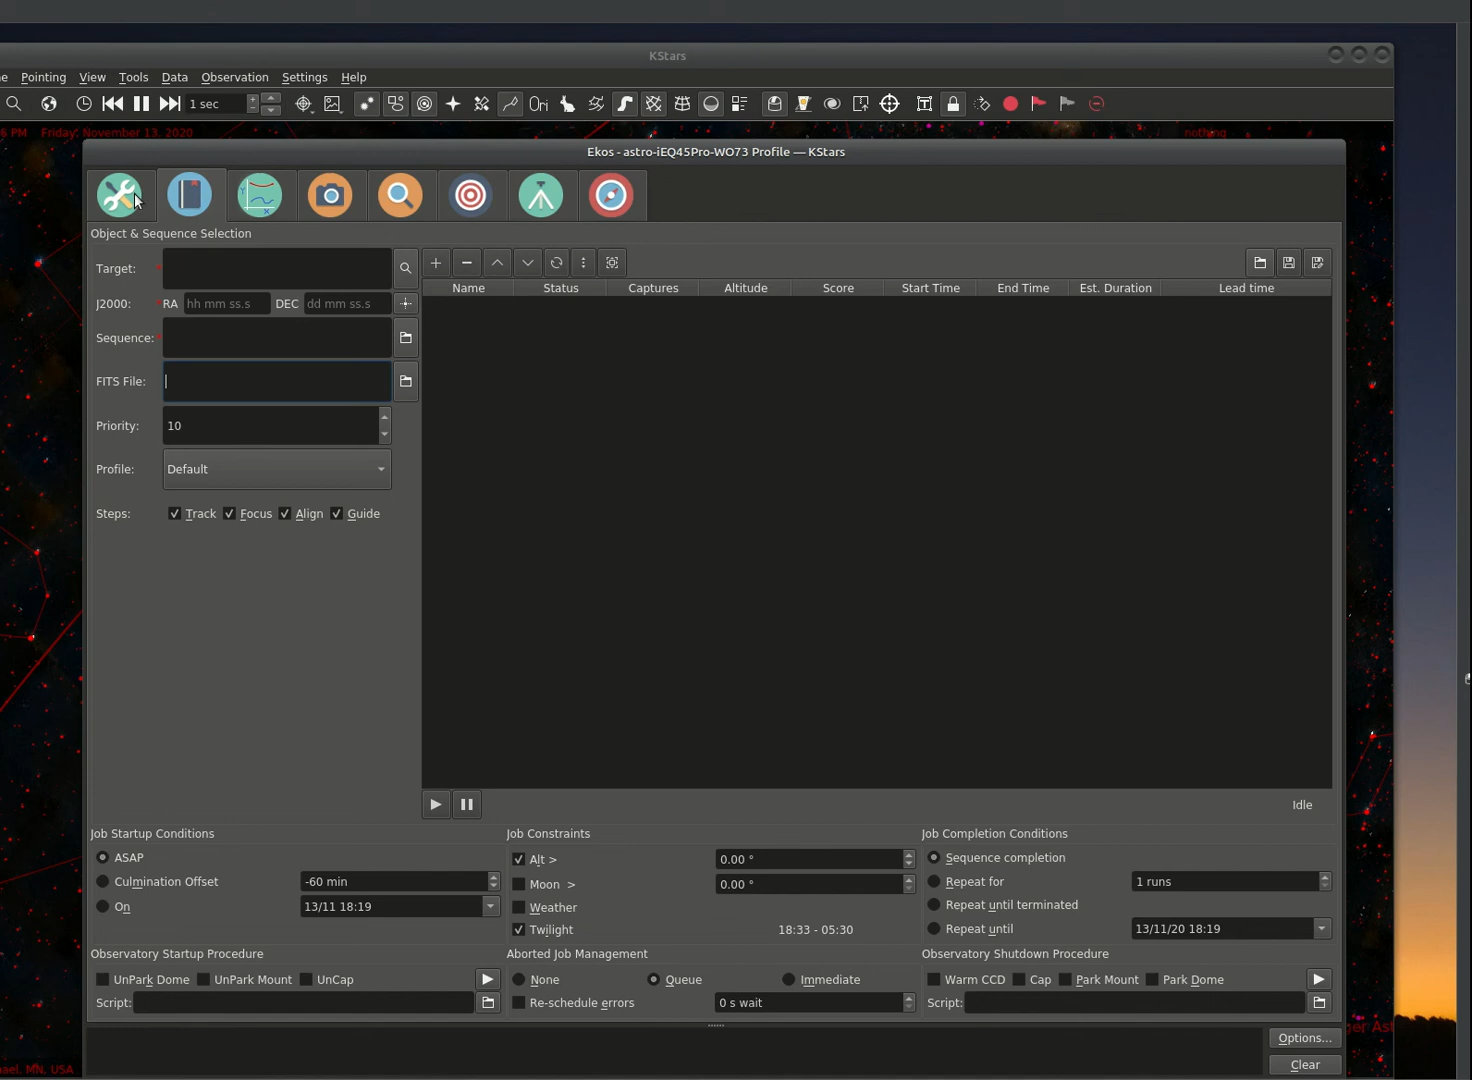 KStars
Pointing View Tools Data Observation Settings Help
1 sec Ori
6 PM Friday, November 13, 2020 nothing
Ekos - astro-iEQ45Pro-WO73 Profile — KStars
Object & Sequence Selection
Target:
J2000: * RA hh mm ss.s DEC dd mm ss.s
Sequence:
FITS File:
Priority: 10
Profile: Default
Steps: Track Focus Align Guide
Name Status Captures Altitude Score Start Time End Time Est. Duration Lead time
Idle
Job Startup Conditions
ASAP
Culmination Offset -60 min
On 13/11 18:19
Job Constraints
Alt > 0.00 °
Moon > 0.00 °
Weather
Twilight 18:33 - 05:30
Job Completion Conditions
Sequence completion
Repeat for 1 runs
Repeat until terminated
Repeat until 13/11/20 18:19
Observatory Startup Procedure
UnPark Dome UnPark Mount UnCap
Script:
Aborted Job Management
None Queue Immediate
Re-schedule errors 0 s wait
Observatory Shutdown Procedure
Warm CCD Cap Park Mount Park Dome
Script:
Options...
Clear
MN, USA